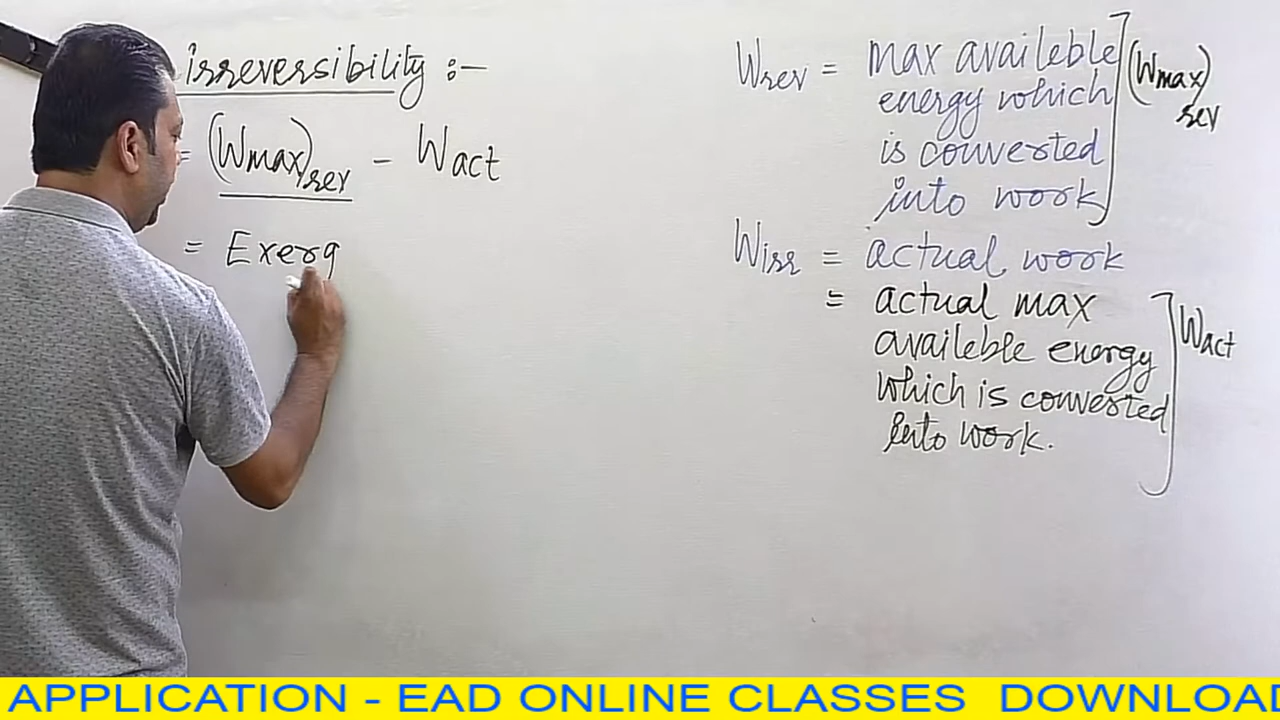 irreversibility :-
= (Wmax)rev - Wact
= Exerg
Wrev = max availeble
energy which
is converted
into work
(Wmax)
rev
Wirr = actual work
= actual max
availeble energy
which is converted
into work.
Wact
APPLICATION - EAD ONLINE CLASSES DOWNLOAD